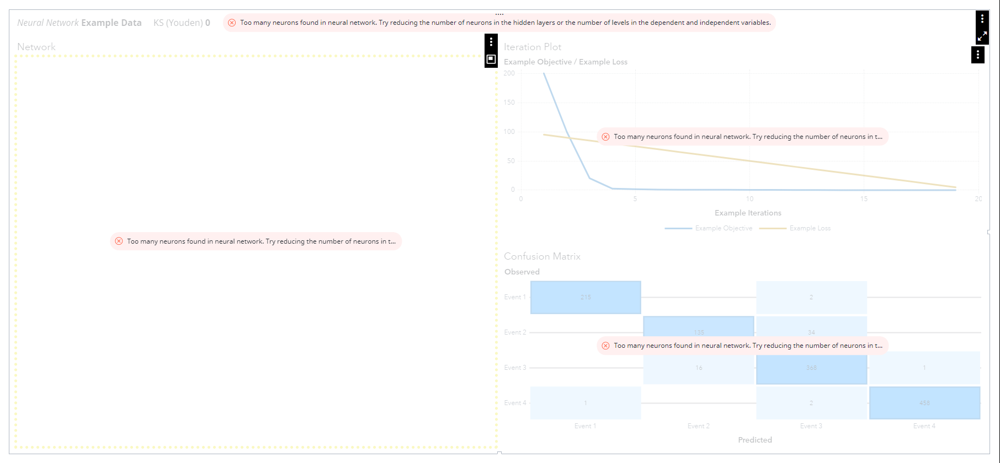 Neural Network Example Data KS (Youden) 0 Too many neurons found in neural network. Try reducing the number of neurons in the hidden layers or the number of levels in the dependent and independent variables.
Network
Too many neurons found in neural network. Try reducing the number of neurons in t...
Iteration Plot
Example Objective / Example Loss
200
150
100
50
0
Too many neurons found in neural network. Try reducing the number of neurons in t...
0 5 10 15 20
Example Iterations
Example Objective Example Loss
Confusion Matrix
Observed
Event 1 215 2
Event 2 135 34
Too many neurons found in neural network. Try reducing the number of neurons in t...
Event 3 16 368 1
Event 4 1 2 458
Event 1 Event 2 Event 3 Event 4
Predicted